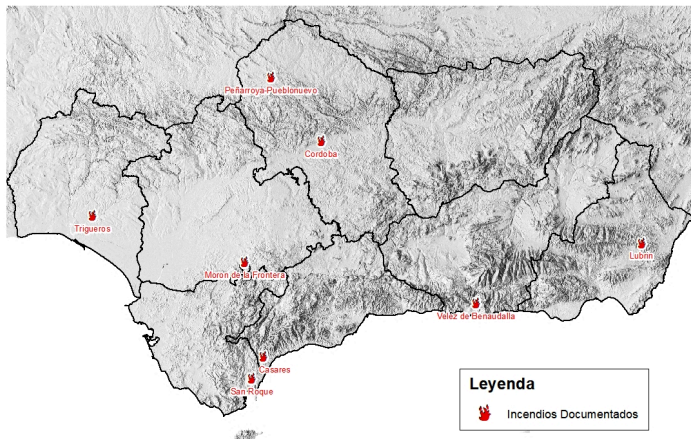 Peñarroya-Pueblonuevo
Cordoba
Trigueros
Lubrin
Moron de la Frontera
Velez de Benaudalla
Casares
San Roque
Leyenda
Incendios Documentados